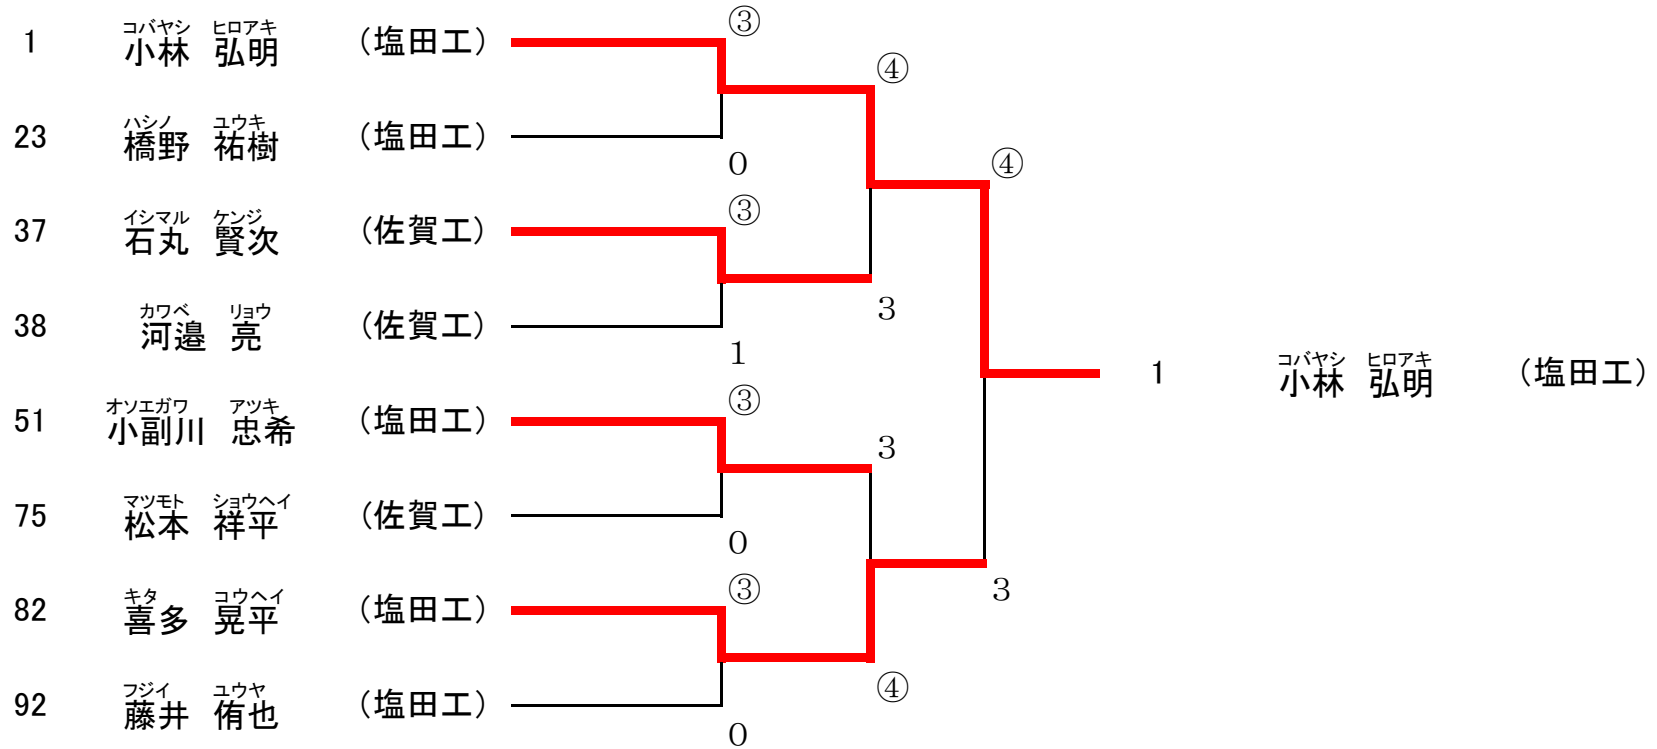 ③
コバヤシ ヒロアキ
1 小林 弘明 (塩田工)
④
ハシノ ユウキ
23 橋野 祐樹 (塩田工)
0
④
③
イシマル ケンジ
37 石丸 賢次 (佐賀工)
3
カワベ リョウ
38 河邉 亮 (佐賀工)
1
コバヤシ ヒロアキ
1 小林 弘明 (塩田工)
③
オソエガワ アツキ
51 小副川 忠希 (塩田工)
3
マツモト ショウヘイ
75 松本 祥平 (佐賀工)
0
③
3
キタ コウヘイ
82 喜多 晃平 (塩田工)
④
フジイ ユウヤ
92 藤井 侑也 (塩田工)
0